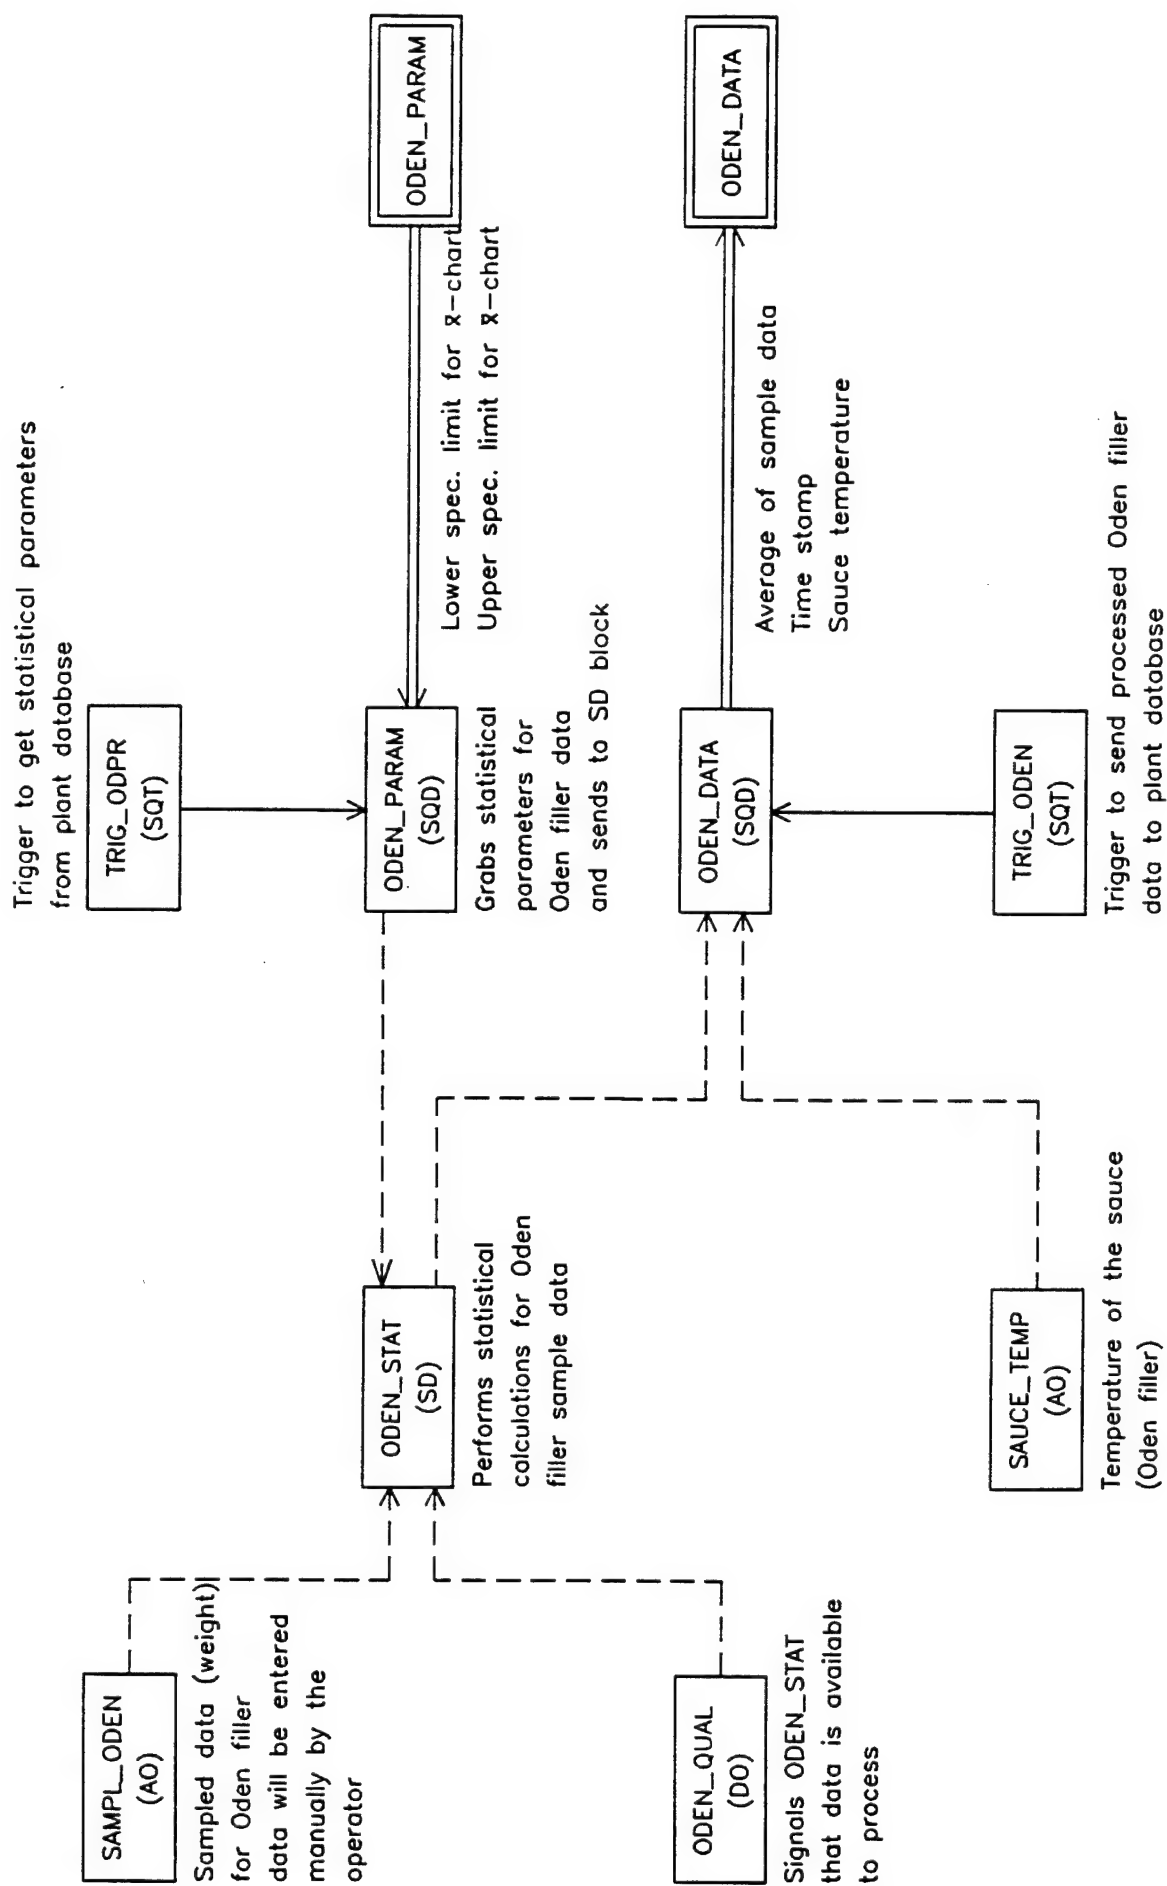 SAMPL_ODEN
(AO)
Sampled data (weight)
for Oden filler
data will be entered
manually by the
operator
ODEN_QUAL
(DO)
Signals ODEN_STAT
that data is available
to process
ODEN_STAT
(SD)
Performs statistical
calculations for Oden
filler sample data
SAUCE_TEMP
(AO)
Temperature of the sauce
(Oden filler)
Trigger to get statistical parameters
from plant database
TRIG_ODPR
(SQT)
ODEN_PARAM
(SQD)
Grabs statistical
parameters for
Oden filler data
and sends to SD block
ODEN_DATA
(SQD)
TRIG_ODEN
(SQT)
Trigger to send processed Oden filler
data to plant database
Lower spec. limit for x̄-chart
Upper spec. limit for x̄-chart
Average of sample data
Time stamp
Sauce temperature
ODEN_PARAM
ODEN_DATA